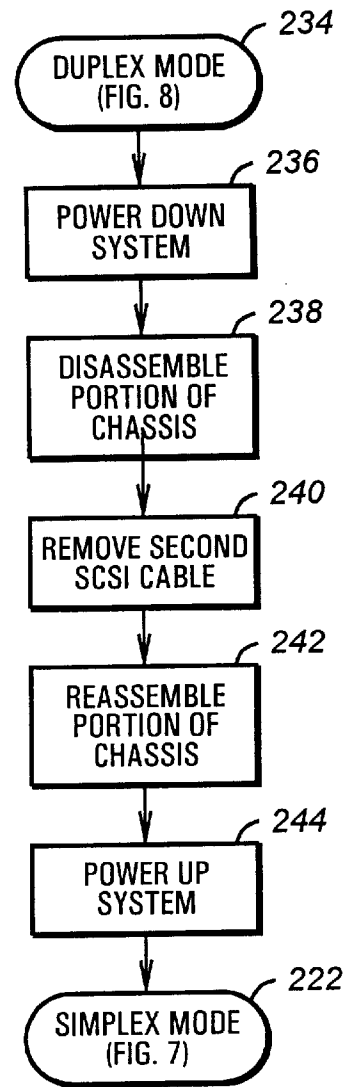 234
DUPLEX MODE
(FIG. 8)
236
POWER DOWN
SYSTEM
238
DISASSEMBLE
PORTION OF
CHASSIS
240
REMOVE SECOND
SCSI CABLE
242
REASSEMBLE
PORTION OF
CHASSIS
244
POWER UP
SYSTEM
222
SIMPLEX MODE
(FIG. 7)